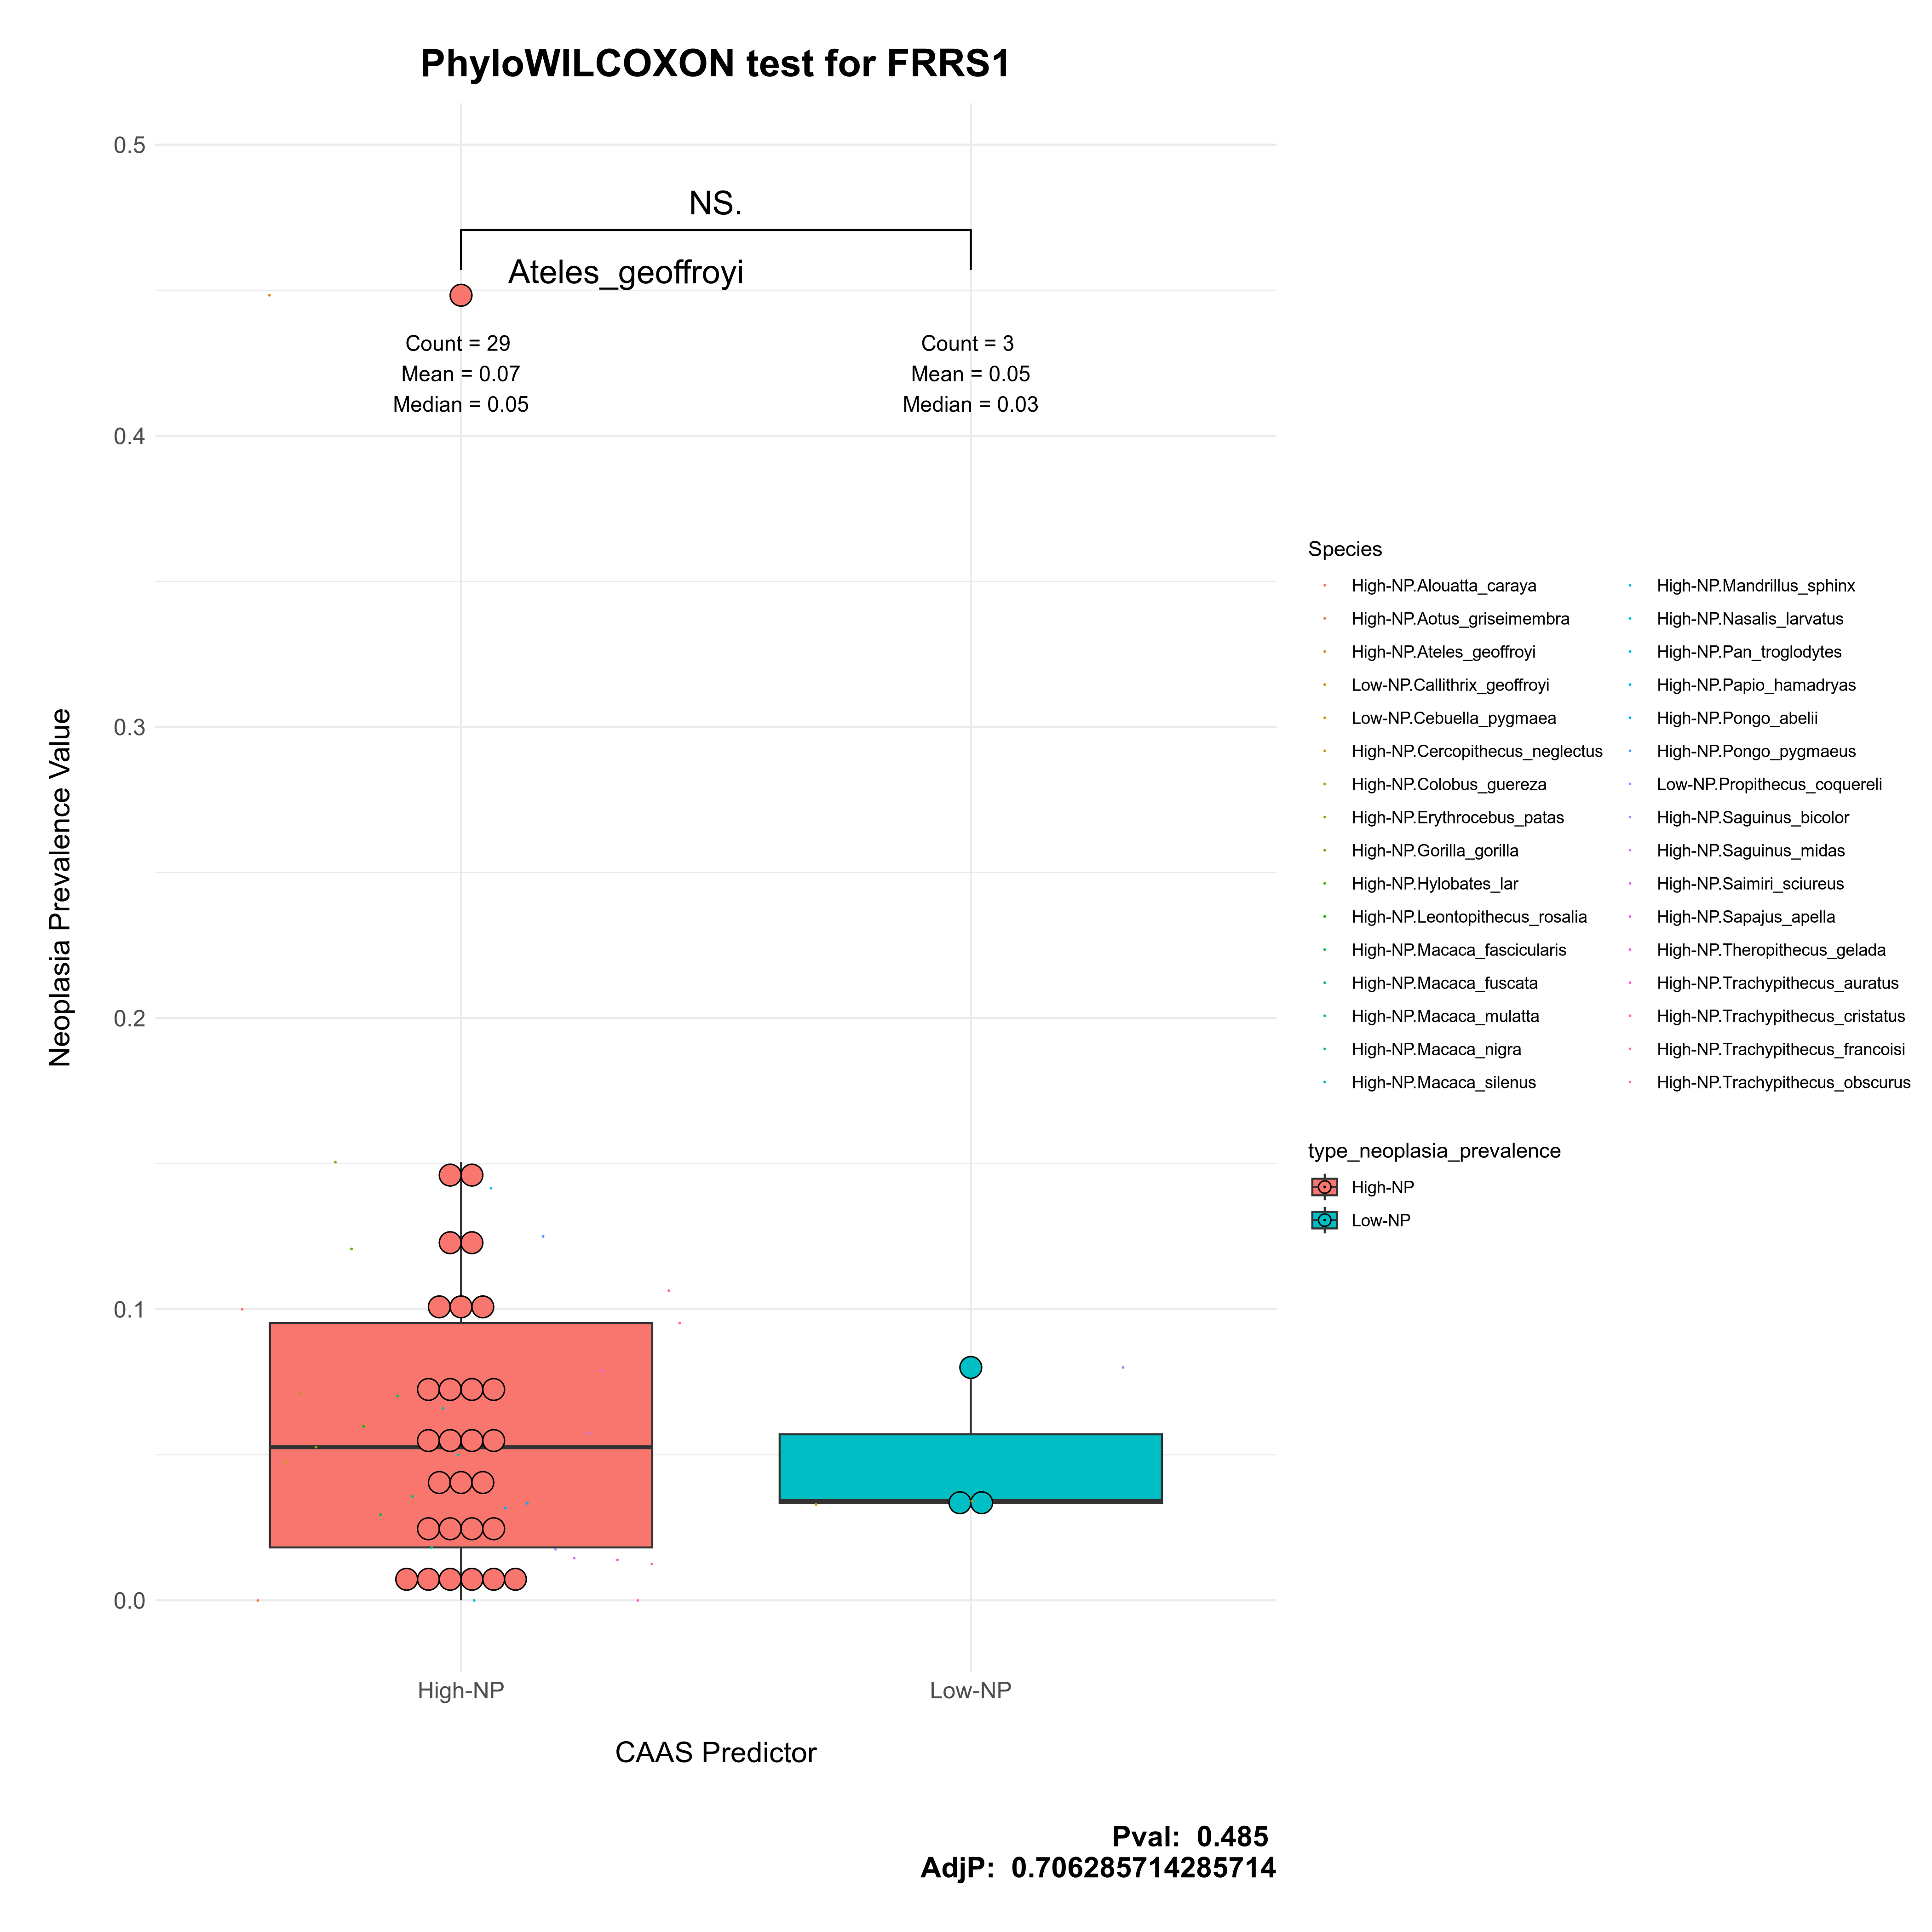 PhyloWILCOXON test for FRRS1
0.5
NS.
Ateles_geoffroyi
Count = 29
Mean = 0.07
Median = 0.05
Count = 3
Mean = 0.05
Median = 0.03
0.4
0.3
0.2
0.1
0.0
Neoplasia Prevalence Value
High-NP
Low-NP
CAAS Predictor
Species
High-NP.Alouatta_caraya
High-NP.Aotus_griseimembra
High-NP.Ateles_geoffroyi
Low-NP.Callithrix_geoffroyi
Low-NP.Cebuella_pygmaea
High-NP.Cercopithecus_neglectus
High-NP.Colobus_guereza
High-NP.Erythrocebus_patas
High-NP.Gorilla_gorilla
High-NP.Hylobates_lar
High-NP.Leontopithecus_rosalia
High-NP.Macaca_fascicularis
High-NP.Macaca_fuscata
High-NP.Macaca_mulatta
High-NP.Macaca_nigra
High-NP.Macaca_silenus
High-NP.Mandrillus_sphinx
High-NP.Nasalis_larvatus
High-NP.Pan_troglodytes
High-NP.Papio_hamadryas
High-NP.Pongo_abelii
High-NP.Pongo_pygmaeus
Low-NP.Propithecus_coquereli
High-NP.Saguinus_bicolor
High-NP.Saguinus_midas
High-NP.Saimiri_sciureus
High-NP.Sapajus_apella
High-NP.Theropithecus_gelada
High-NP.Trachypithecus_auratus
High-NP.Trachypithecus_cristatus
High-NP.Trachypithecus_francoisi
High-NP.Trachypithecus_obscurus
type_neoplasia_prevalence
High-NP
Low-NP
Pval: 0.485
AdjP: 0.706285714285714